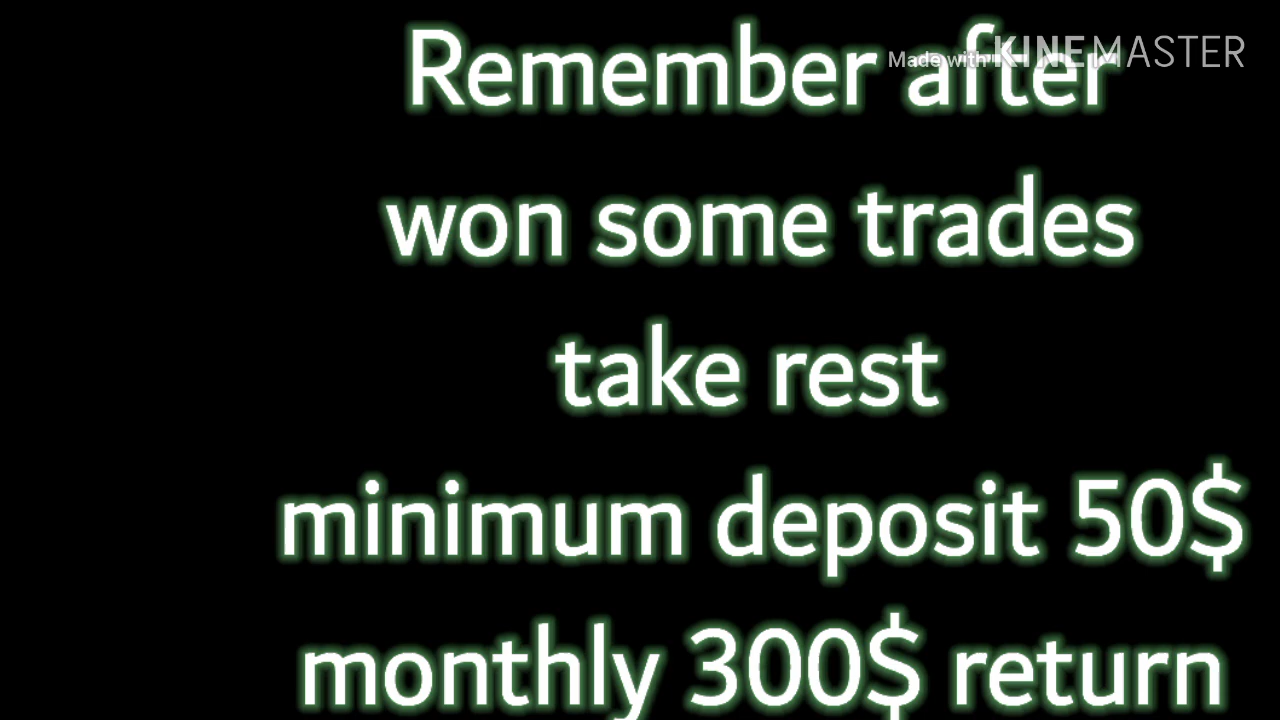 Remember after
Made with KINEMASTER
won some trades
take rest
minimum deposit 50$
monthly 300$ return